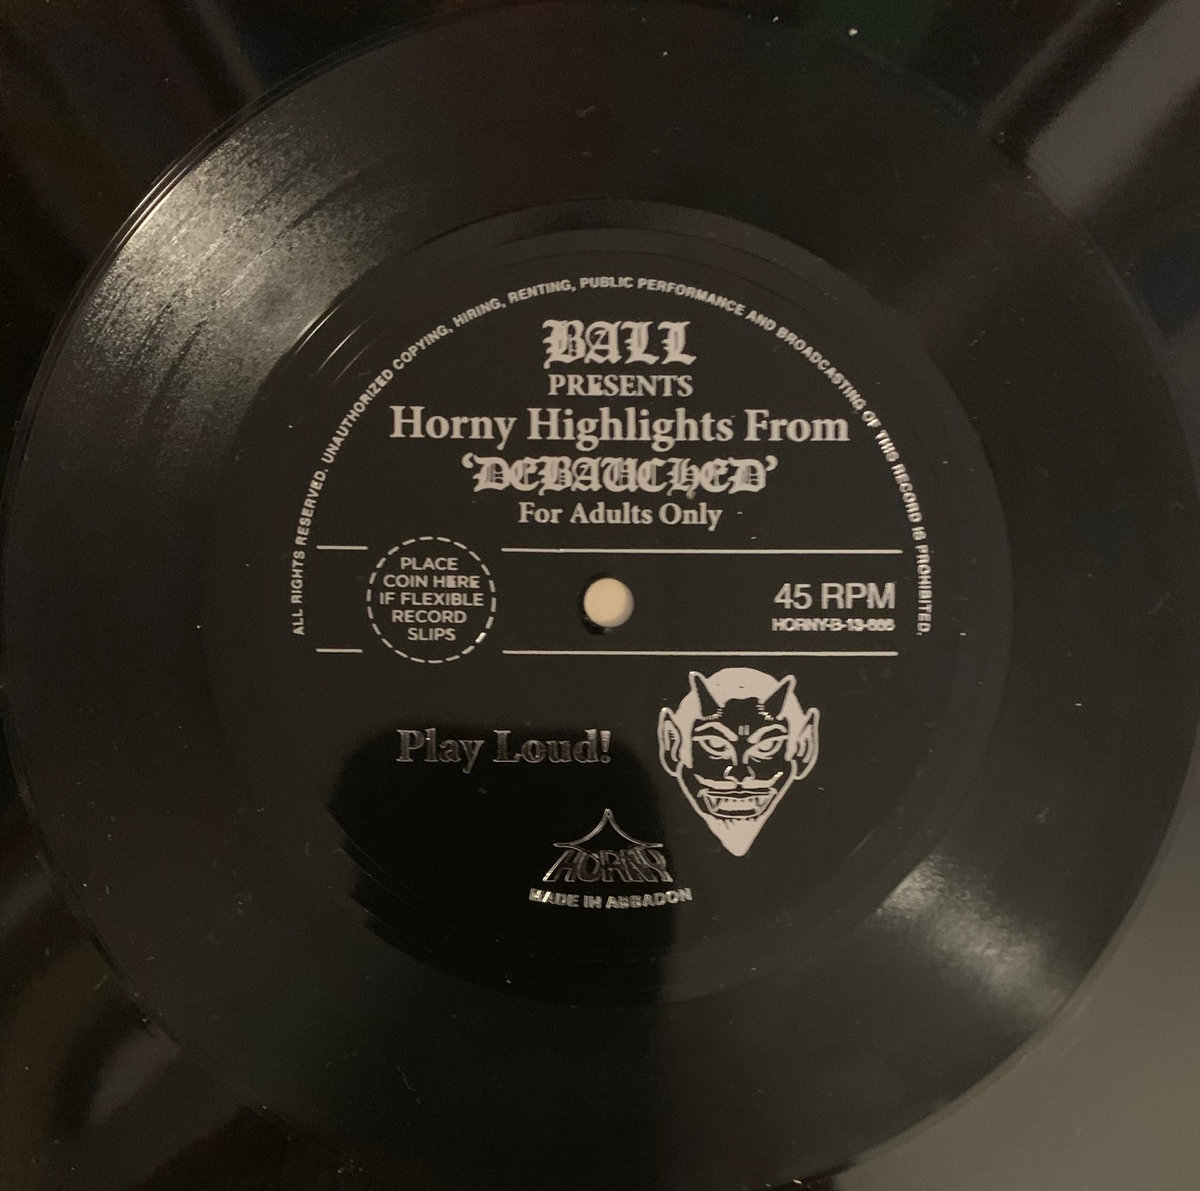 ALL RIGHTS RESERVED. UNAUTHORIZED COPYING, HIRING, RENTING, PUBLIC PERFORMANCE AND BROADCASTING OF THIS RECORD IS PROHIBITED.
BALL
PRESENTS
Horny Highlights From
'DEBAUCHED'
For Adults Only
PLACE
COIN HERE
IF FLEXIBLE
RECORD
SLIPS
45 RPM
Play Loud!
HORNY
MADE IN ABBADON